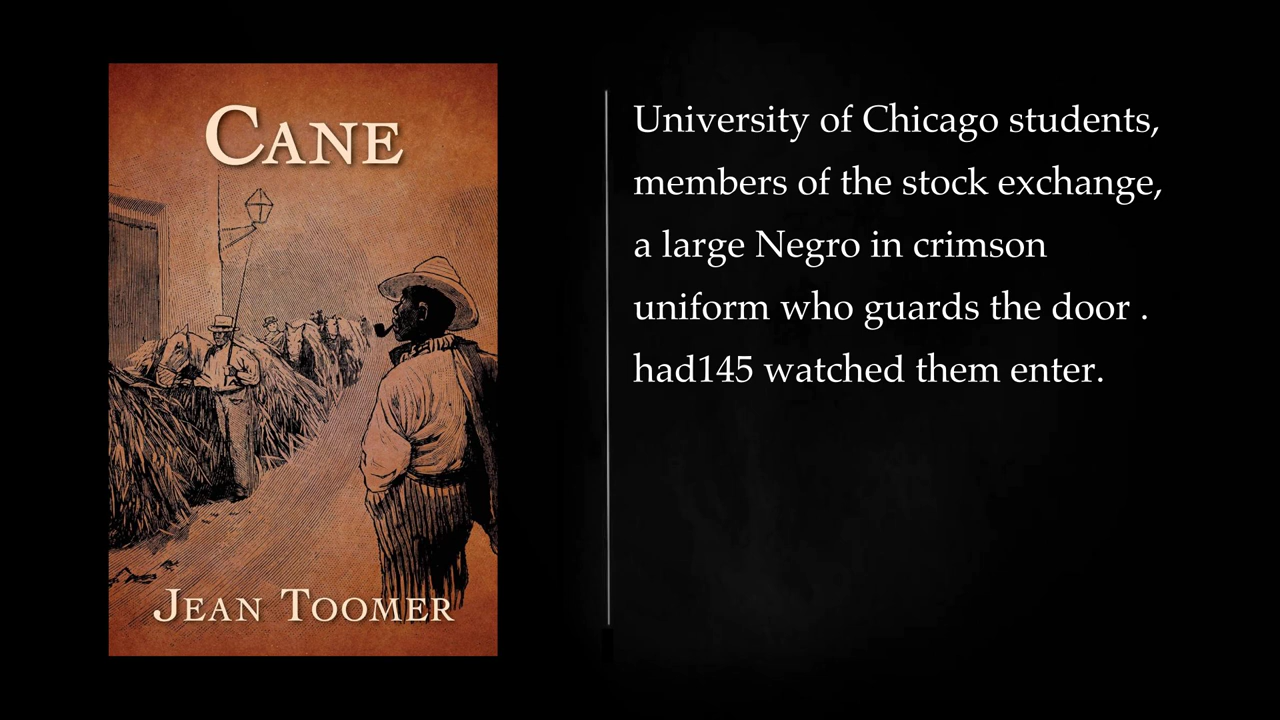 CANE
JEAN TOOMER
University of Chicago students,
members of the stock exchange,
a large Negro in crimson
uniform who guards the door .
had145 watched them enter.